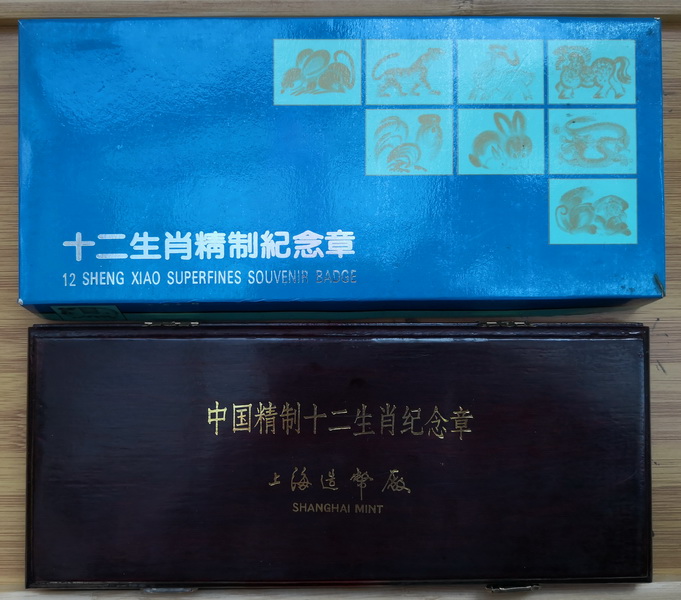 十二生肖精制紀念章
12 SHENG XIAO SUPERFINES SOUVENIR BADGE
中国精制十二生肖纪念章
上海造幣厰
SHANGHAI MINT